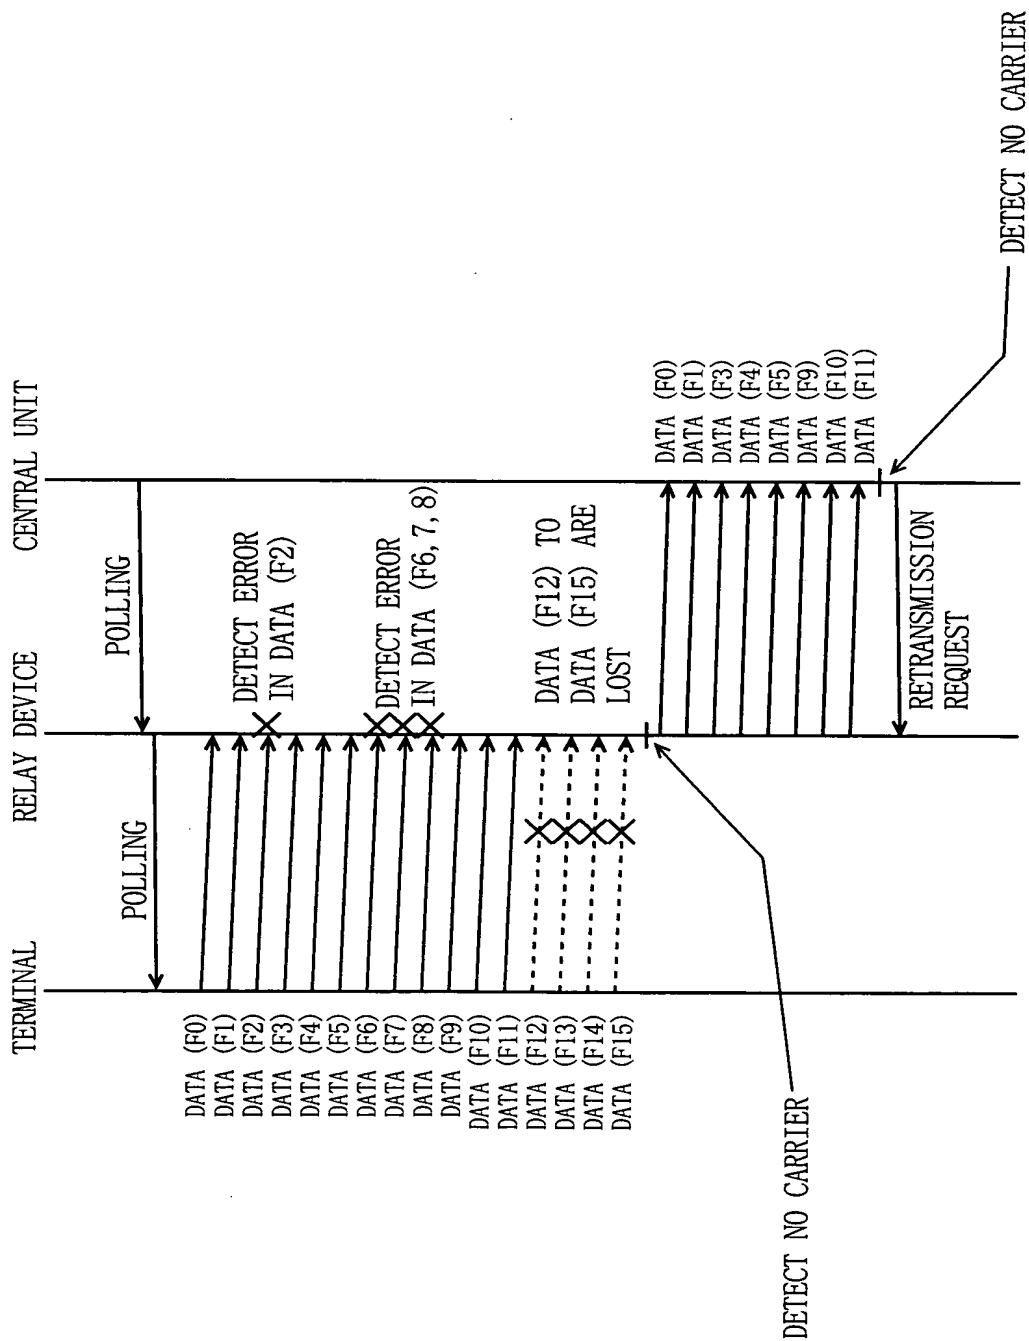 TERMINAL
RELAY DEVICE
CENTRAL UNIT
POLLING
POLLING
DATA (F0)
DATA (F1)
DATA (F2)
DATA (F3)
DATA (F4)
DATA (F5)
DATA (F6)
DATA (F7)
DATA (F8)
DATA (F9)
DATA (F10)
DATA (F11)
DATA (F12)
DATA (F13)
DATA (F14)
DATA (F15)
DETECT ERROR
IN DATA (F2)
DETECT ERROR
IN DATA (F6, 7, 8)
DATA (F12) TO
DATA (F15) ARE
LOST
DETECT NO CARRIER
DATA (F0)
DATA (F1)
DATA (F3)
DATA (F4)
DATA (F5)
DATA (F9)
DATA (F10)
DATA (F11)
RETRANSMISSION
REQUEST
DETECT NO CARRIER